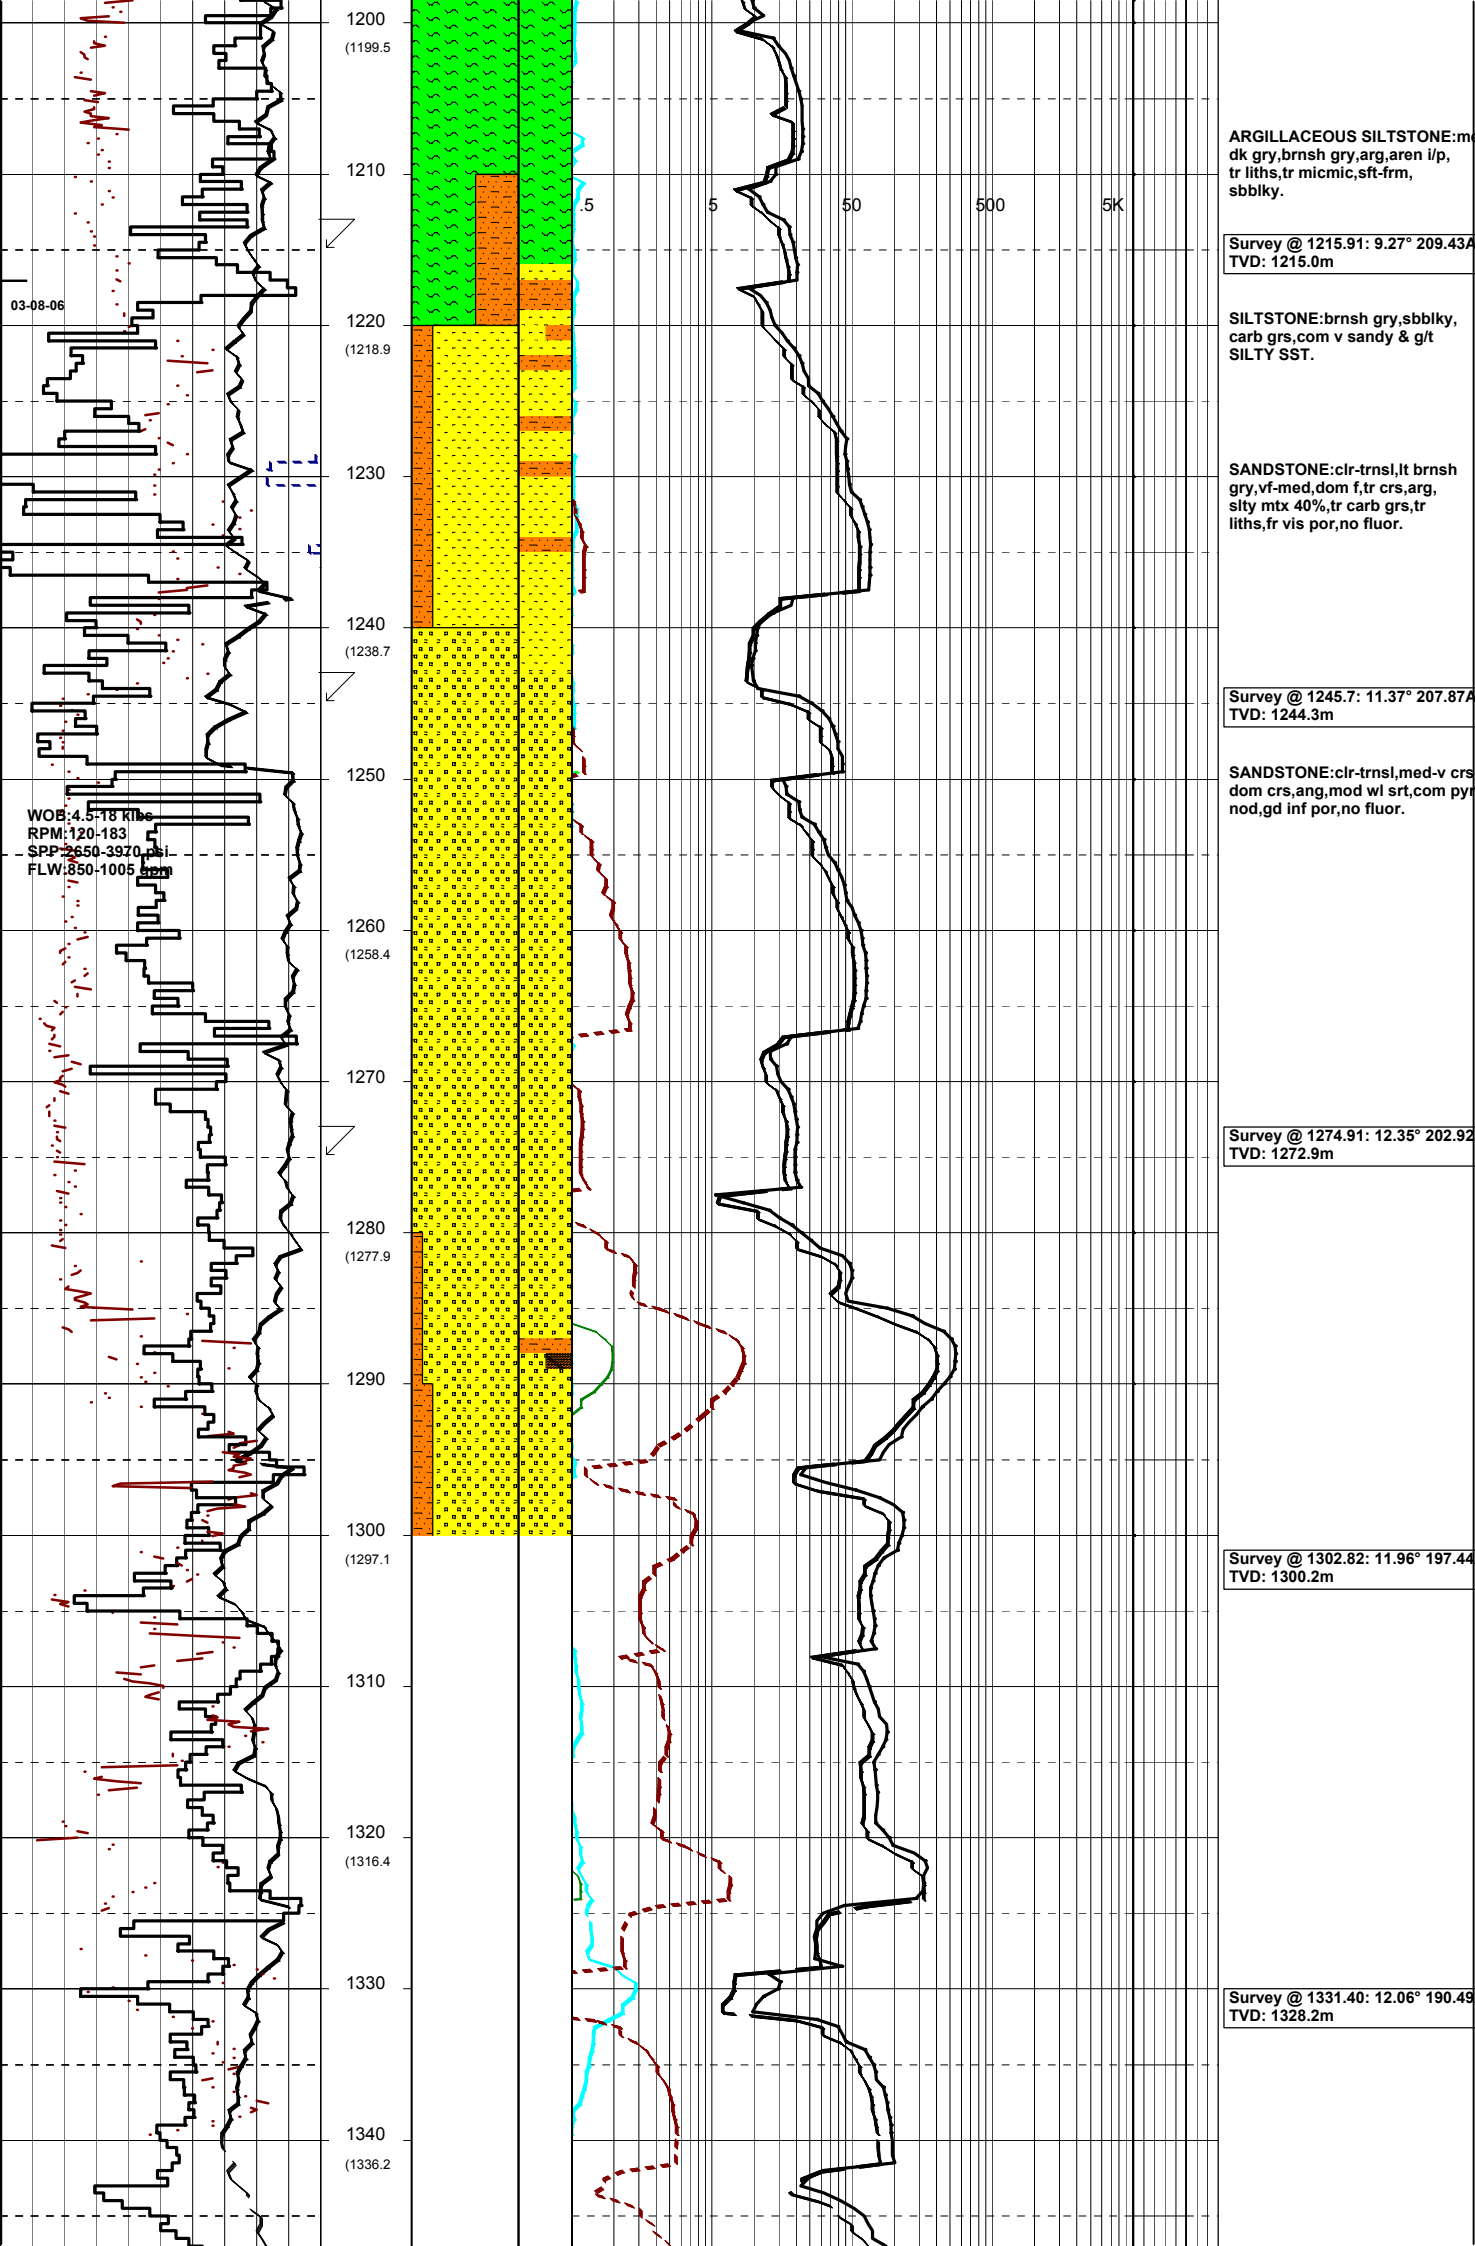 1200
(1199.5
ARGILLACEOUS SILTSTONE:me
dk gry,brnsh gry,arg,aren i/p,
tr liths,tr micmic,sft-frm,
sbblky.
1210
.5 5 50 500 5K
Survey @ 1215.91: 9.27° 209.43A
TVD: 1215.0m
03-08-06
1220
(1218.9
SILTSTONE:brnsh gry,sbblky,
carb grs,com v sandy & g/t
SILTY SST.
1230
SANDSTONE:clr-trnsl,lt brnsh
gry,vf-med,dom f,tr crs,arg,
slty mtx 40%,tr carb grs,tr
liths,fr vis por,no fluor.
1240
(1238.7
Survey @ 1245.7: 11.37° 207.87A
TVD: 1244.3m
1250
SANDSTONE:clr-trnsl,med-v crs
dom crs,ang,mod wl srt,com pyr
nod,gd inf por,no fluor.
WOB:4.5-18 klbs
RPM:120-183
SPP:2650-3970 psi
FLW:850-1005 gpm
1260
(1258.4
1270
Survey @ 1274.91: 12.35° 202.92
TVD: 1272.9m
1280
(1277.9
1290
1300
(1297.1
Survey @ 1302.82: 11.96° 197.44
TVD: 1300.2m
1310
1320
(1316.4
1330
Survey @ 1331.40: 12.06° 190.49
TVD: 1328.2m
1340
(1336.2